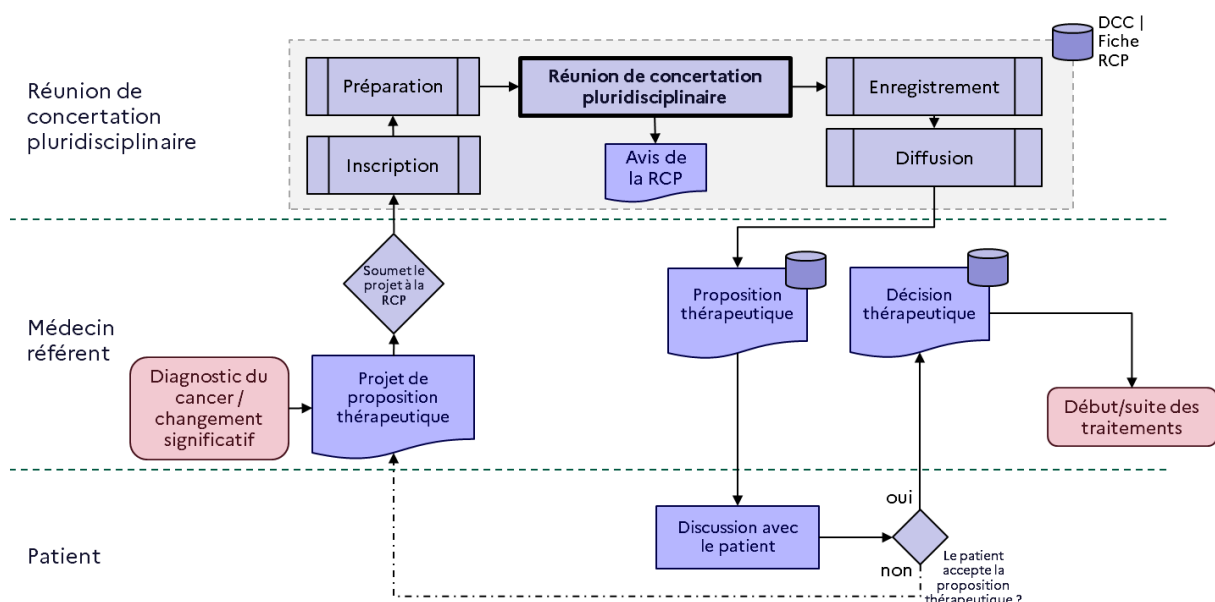 DCC |
Fiche
RCP
Réunion de
concertation
pluridisciplinaire
Préparation
Réunion de concertation
pluridisciplinaire
Enregistrement
Inscription
Avis de
la RCP
Diffusion
Soumet le
projet à la
RCP
Proposition
thérapeutique
Décision
thérapeutique
Médecin
référent
Diagnostic du
cancer /
changement
significatif
Projet de
proposition
thérapeutique
Début/suite des
traitements
oui
Discussion avec
le patient
Patient
non
Le patient
accepte la
proposition
thérapeutique ?